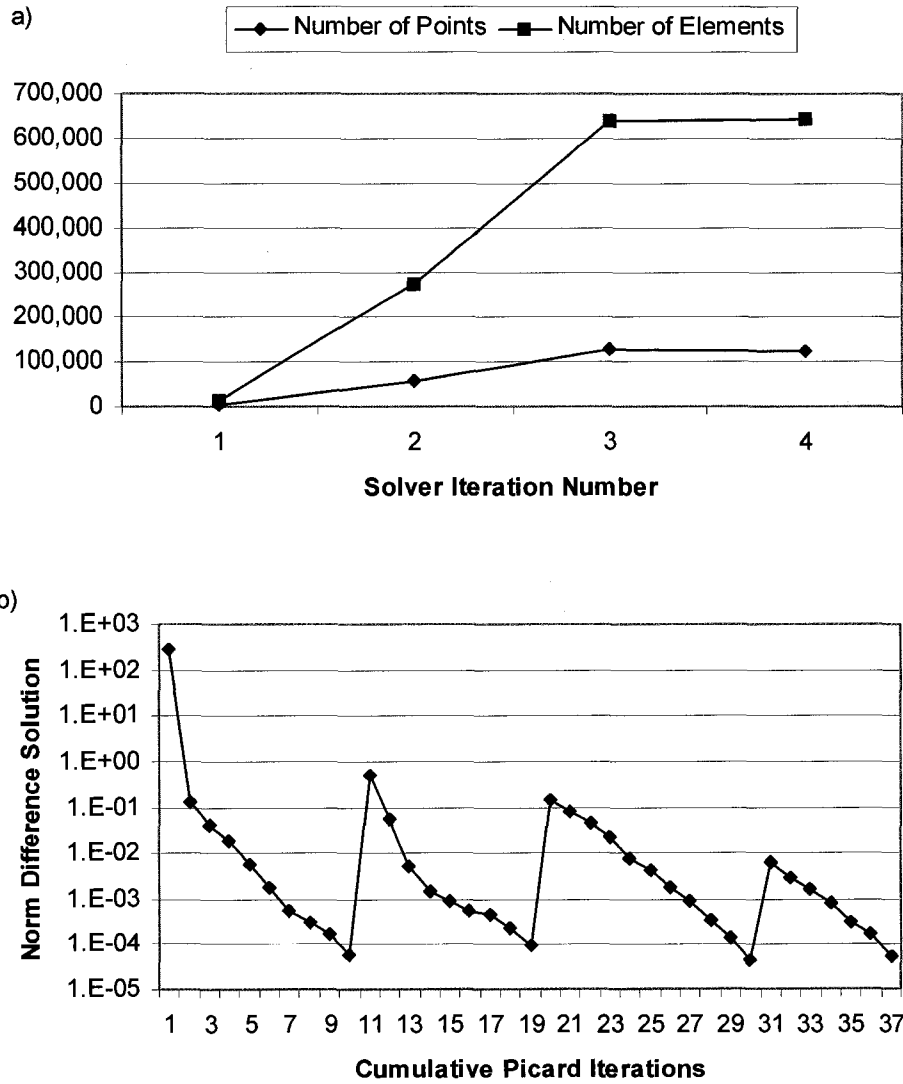 a)
Number of Points Number of Elements
700,000
600,000
500,000
400,000
300,000
200,000
100,000
0
1 2 3 4
Solver Iteration Number
b)
Norm Difference Solution
1.E+03
1.E+02
1.E+01
1.E+00
1.E-01
1.E-02
1.E-03
1.E-04
1.E-05
1 3 5 7 9 11 13 15 17 19 21 23 25 27 29 31 33 35 37
Cumulative Picard Iterations